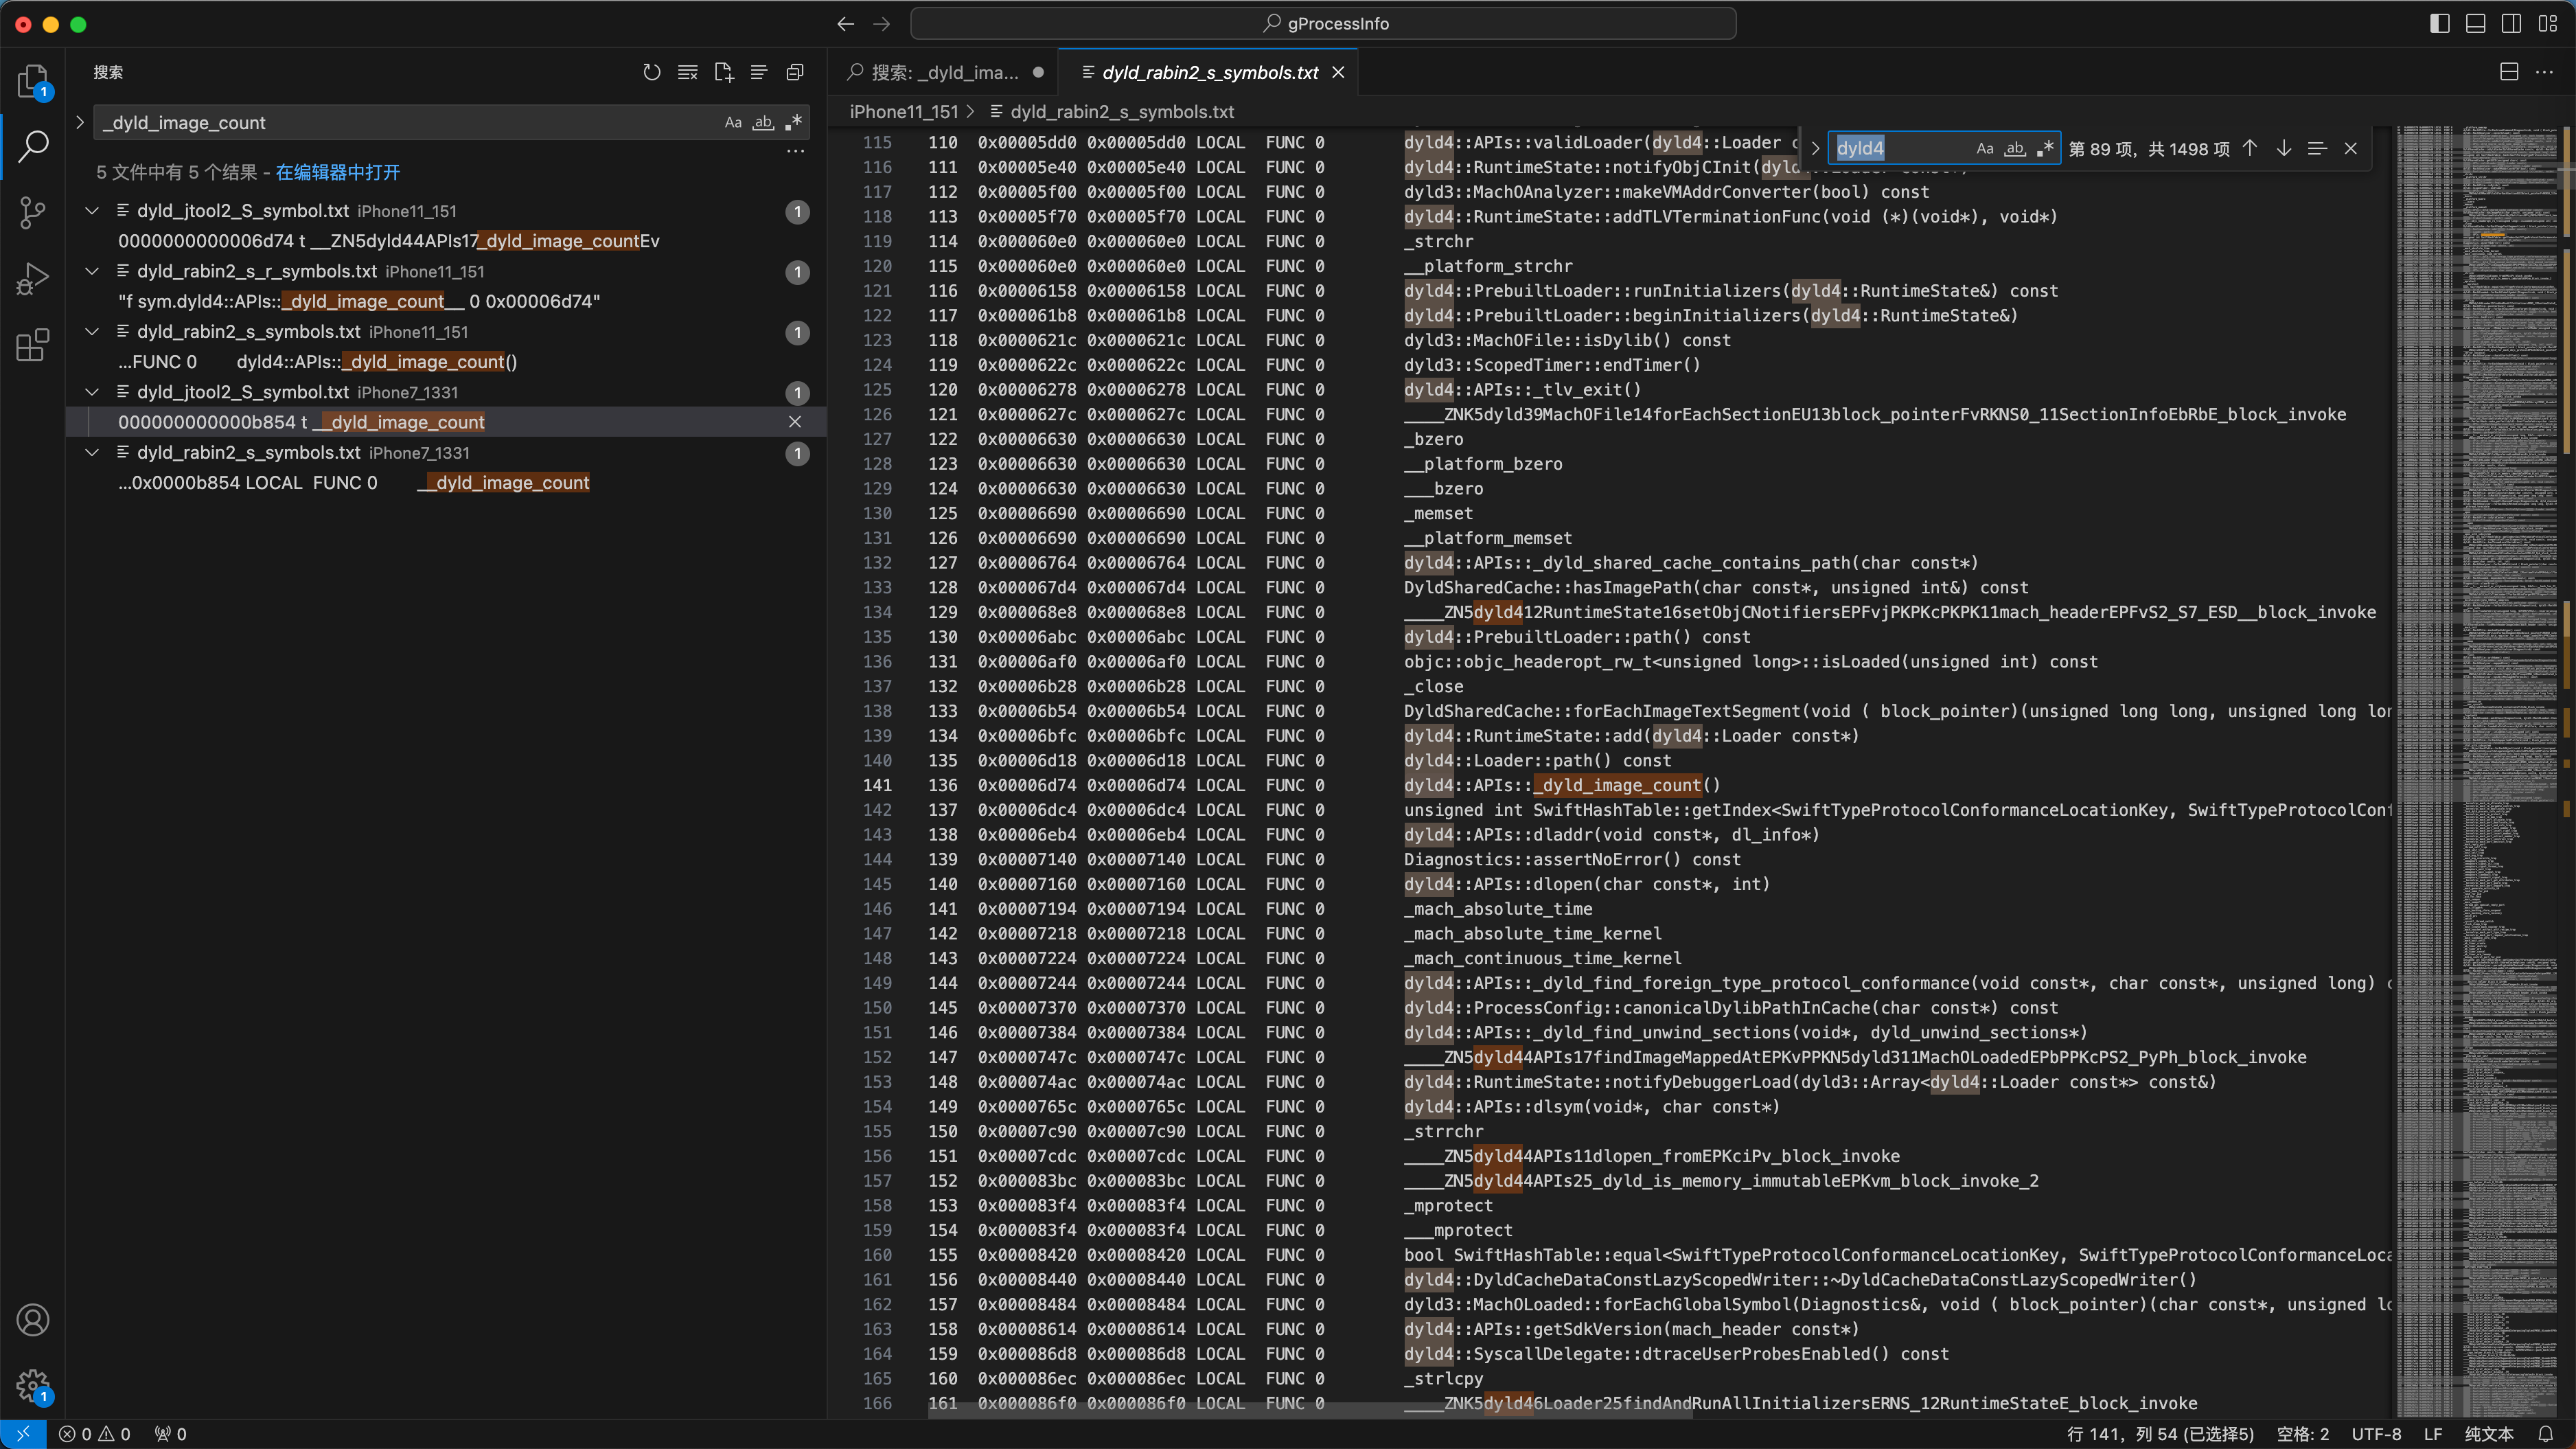 gProcessInfo
搜索
_dyld_image_count
Aa ab .*
5 文件中有 5 个结果 - 在编辑器中打开
dyld_jtool2_S_symbol.txt iPhone11_151 1
0000000000006d74 t __ZN5dyld44APIs17_dyld_image_countEv
dyld_rabin2_s_r_symbols.txt iPhone11_151 1
"f sym.dyld4::APIs::_dyld_image_count__ 0 0x00006d74"
dyld_rabin2_s_symbols.txt iPhone11_151 1
...FUNC 0 dyld4::APIs::_dyld_image_count()
dyld_jtool2_S_symbol.txt iPhone7_1331 1
000000000000b854 t __dyld_image_count
dyld_rabin2_s_symbols.txt iPhone7_1331 1
...0x0000b854 LOCAL FUNC 0 __dyld_image_count
1
1
搜索: _dyld_ima...
dyld_rabin2_s_symbols.txt
iPhone11_151 > dyld_rabin2_s_symbols.txt
dyld4 Aa ab .* 第 89 项，共 1498 项
115 110 0x00005dd0 0x00005dd0 LOCAL FUNC 0 dyld4::APIs::validLoader(dyld4::Loader
116 111 0x00005e40 0x00005e40 LOCAL FUNC 0 dyld4::RuntimeState::notifyObjCInit(dyld
117 112 0x00005f00 0x00005f00 LOCAL FUNC 0 dyld3::MachOAnalyzer::makeVMAddrConverter(bool) const
118 113 0x00005f70 0x00005f70 LOCAL FUNC 0 dyld4::RuntimeState::addTLVTerminationFunc(void (*)(void*), void*)
119 114 0x000060e0 0x000060e0 LOCAL FUNC 0 _strchr
120 115 0x000060e0 0x000060e0 LOCAL FUNC 0 __platform_strchr
121 116 0x00006158 0x00006158 LOCAL FUNC 0 dyld4::PrebuiltLoader::runInitializers(dyld4::RuntimeState&) const
122 117 0x000061b8 0x000061b8 LOCAL FUNC 0 dyld4::PrebuiltLoader::beginInitializers(dyld4::RuntimeState&)
123 118 0x0000621c 0x0000621c LOCAL FUNC 0 dyld3::MachOFile::isDylib() const
124 119 0x0000622c 0x0000622c LOCAL FUNC 0 dyld3::ScopedTimer::endTimer()
125 120 0x00006278 0x00006278 LOCAL FUNC 0 dyld4::APIs::_tlv_exit()
126 121 0x0000627c 0x0000627c LOCAL FUNC 0 ____ZNK5dyld39MachOFile14forEachSectionEU13block_pointerFvRKNS0_11SectionInfoEbRbE_block_invoke
127 122 0x00006630 0x00006630 LOCAL FUNC 0 _bzero
128 123 0x00006630 0x00006630 LOCAL FUNC 0 __platform_bzero
129 124 0x00006630 0x00006630 LOCAL FUNC 0 ___bzero
130 125 0x00006690 0x00006690 LOCAL FUNC 0 _memset
131 126 0x00006690 0x00006690 LOCAL FUNC 0 __platform_memset
132 127 0x00006764 0x00006764 LOCAL FUNC 0 dyld4::APIs::_dyld_shared_cache_contains_path(char const*)
133 128 0x000067d4 0x000067d4 LOCAL FUNC 0 DyldSharedCache::hasImagePath(char const*, unsigned int&) const
134 129 0x000068e8 0x000068e8 LOCAL FUNC 0 ____ZN5dyld412RuntimeState16setObjCNotifiersEPFvjPKPKcPKPK11mach_headerEPFvS2_S7_ESD__block_invoke
135 130 0x00006abc 0x00006abc LOCAL FUNC 0 dyld4::PrebuiltLoader::path() const
136 131 0x00006af0 0x00006af0 LOCAL FUNC 0 objc::objc_headeropt_rw_t<unsigned long>::isLoaded(unsigned int) const
137 132 0x00006b28 0x00006b28 LOCAL FUNC 0 _close
138 133 0x00006b54 0x00006b54 LOCAL FUNC 0 DyldSharedCache::forEachImageTextSegment(void ( block_pointer)(unsigned long long, unsigned long lon
139 134 0x00006bfc 0x00006bfc LOCAL FUNC 0 dyld4::RuntimeState::add(dyld4::Loader const*)
140 135 0x00006d18 0x00006d18 LOCAL FUNC 0 dyld4::Loader::path() const
141 136 0x00006d74 0x00006d74 LOCAL FUNC 0 dyld4::APIs::_dyld_image_count()
142 137 0x00006dc4 0x00006dc4 LOCAL FUNC 0 unsigned int SwiftHashTable::getIndex<SwiftTypeProtocolConformanceLocationKey, SwiftTypeProtocolConf
143 138 0x00006eb4 0x00006eb4 LOCAL FUNC 0 dyld4::APIs::dladdr(void const*, dl_info*)
144 139 0x00007140 0x00007140 LOCAL FUNC 0 Diagnostics::assertNoError() const
145 140 0x00007160 0x00007160 LOCAL FUNC 0 dyld4::APIs::dlopen(char const*, int)
146 141 0x00007194 0x00007194 LOCAL FUNC 0 _mach_absolute_time
147 142 0x00007218 0x00007218 LOCAL FUNC 0 _mach_absolute_time_kernel
148 143 0x00007224 0x00007224 LOCAL FUNC 0 _mach_continuous_time_kernel
149 144 0x00007244 0x00007244 LOCAL FUNC 0 dyld4::APIs::_dyld_find_foreign_type_protocol_conformance(void const*, char const*, unsigned long) c
150 145 0x00007370 0x00007370 LOCAL FUNC 0 dyld4::ProcessConfig::canonicalDylibPathInCache(char const*) const
151 146 0x00007384 0x00007384 LOCAL FUNC 0 dyld4::APIs::_dyld_find_unwind_sections(void*, dyld_unwind_sections*)
152 147 0x0000747c 0x0000747c LOCAL FUNC 0 ____ZN5dyld44APIs17findImageMappedAtEPKvPPKN5dyld311MachOLoadedEPbPPKcPS2_PyPh_block_invoke
153 148 0x000074ac 0x000074ac LOCAL FUNC 0 dyld4::RuntimeState::notifyDebuggerLoad(dyld3::Array<dyld4::Loader const*> const&)
154 149 0x0000765c 0x0000765c LOCAL FUNC 0 dyld4::APIs::dlsym(void*, char const*)
155 150 0x00007c90 0x00007c90 LOCAL FUNC 0 _strrchr
156 151 0x00007cdc 0x00007cdc LOCAL FUNC 0 ____ZN5dyld44APIs11dlopen_fromEPKciPv_block_invoke
157 152 0x000083bc 0x000083bc LOCAL FUNC 0 ____ZN5dyld44APIs25_dyld_is_memory_immutableEPKvm_block_invoke_2
158 153 0x000083f4 0x000083f4 LOCAL FUNC 0 _mprotect
159 154 0x000083f4 0x000083f4 LOCAL FUNC 0 ___mprotect
160 155 0x00008420 0x00008420 LOCAL FUNC 0 bool SwiftHashTable::equal<SwiftTypeProtocolConformanceLocationKey, SwiftTypeProtocolConformanceLoca
161 156 0x00008440 0x00008440 LOCAL FUNC 0 dyld4::DyldCacheDataConstLazyScopedWriter::~DyldCacheDataConstLazyScopedWriter()
162 157 0x00008484 0x00008484 LOCAL FUNC 0 dyld3::MachOLoaded::forEachGlobalSymbol(Diagnostics&, void ( block_pointer)(char const*, unsigned lo
163 158 0x00008614 0x00008614 LOCAL FUNC 0 dyld4::APIs::getSdkVersion(mach_header const*)
164 159 0x000086d8 0x000086d8 LOCAL FUNC 0 dyld4::SyscallDelegate::dtraceUserProbesEnabled() const
165 160 0x000086ec 0x000086ec LOCAL FUNC 0 _strlcpy
166 161 0x000086f0 0x000086f0 LOCAL FUNC 0 ____ZNK5dyld46Loader25findAndRunAllInitializersERNS_12RuntimeStateE_block_invoke
0 0 0
行 141，列 54 (已选择5) 空格: 2 UTF-8 LF 纯文本